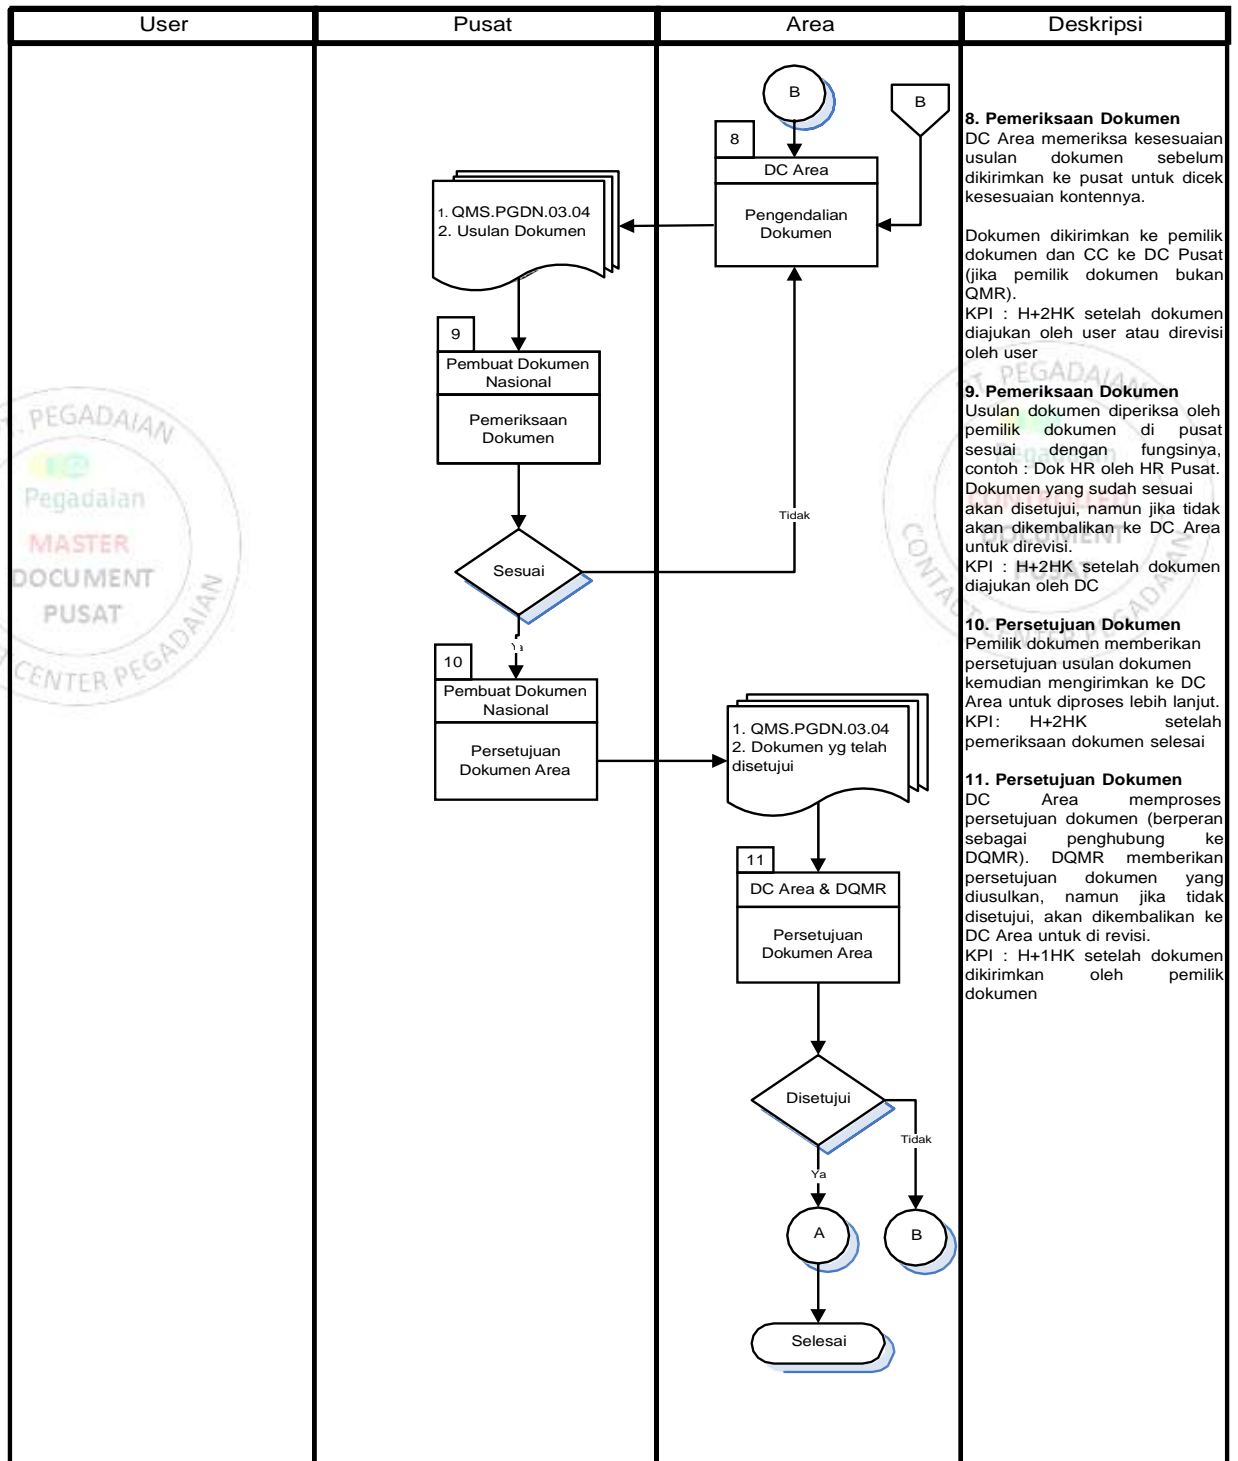 User
Pusat
Area
Deskripsi
B
B
8
DC Area
Pengendalian
Dokumen
1. QMS.PGDN.03.04
2. Usulan Dokumen
9
Pembuat Dokumen
Nasional
Pemeriksaan
Dokumen
Sesuai
Tidak
Ya
10
Pembuat Dokumen
Nasional
Persetujuan
Dokumen Area
1. QMS.PGDN.03.04
2. Dokumen yg telah
disetujui
11
DC Area & DQMR
Persetujuan
Dokumen Area
Disetujui
Tidak
Ya
A
B
Selesai
8. Pemeriksaan Dokumen
DC Area memeriksa kesesuaian
usulan dokumen sebelum
dikirimkan ke pusat untuk dicek
kesesuaian kontennya.
Dokumen dikirimkan ke pemilik
dokumen dan CC ke DC Pusat
(jika pemilik dokumen bukan
QMR).
KPI : H+2HK setelah dokumen
diajukan oleh user atau direvisi
oleh user
9. Pemeriksaan Dokumen
Usulan dokumen diperiksa oleh
pemilik dokumen di pusat
sesuai dengan fungsinya,
contoh : Dok HR oleh HR Pusat.
Dokumen yang sudah sesuai
akan disetujui, namun jika tidak
akan dikembalikan ke DC Area
untuk direvisi.
KPI : H+2HK setelah dokumen
diajukan oleh DC
10. Persetujuan Dokumen
Pemilik dokumen memberikan
persetujuan usulan dokumen
kemudian mengirimkan ke DC
Area untuk diproses lebih lanjut.
KPI: H+2HK setelah
pemeriksaan dokumen selesai
11. Persetujuan Dokumen
DC Area memproses
persetujuan dokumen (berperan
sebagai penghubung ke
DQMR). DQMR memberikan
persetujuan dokumen yang
diusulkan, namun jika tidak
disetujui, akan dikembalikan ke
DC Area untuk di revisi.
KPI : H+1HK setelah dokumen
dikirimkan oleh pemilik
dokumen
T. PEGADAIAN
Pegadaian
MASTER
DOCUMENT
PUSAT
CENTER PEGADAIAN
PT. PEGADAIAN
Pegadaian
CONTROLLED
DOCUMENT
PUSAT
CONTACT CENTER PEGADAIAN